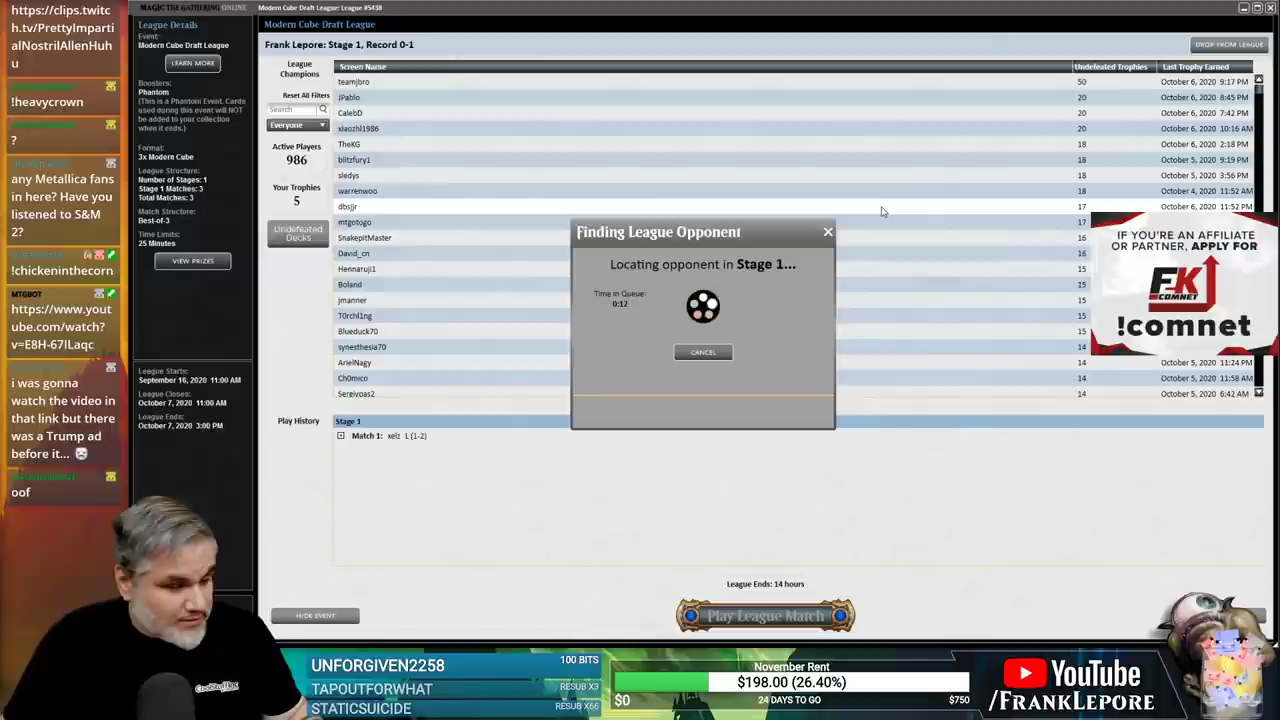 https://clips.twitc
h.tv/PrettyImparti
alNostrilAllenHuh
u
!heavycrown
?
any Metallica fans
in here? Have you
listened to S&M
2??
!chickeninthecorn
MTGBOT
https://www.yout
ube.com/watch?
v=E8H-67ILaqc
i was gonna
watch the video in
that link but there
was a Trump ad
before it...
oof
MAGIC THE GATHERING ONLINE Modern Cube Draft League: League #5438
League Details
Event:
Modern Cube Draft League
LEARN MORE
Boosters:
Phantom
(This is a Phantom Event. Cards
used during this event will NOT
be added to your collection
when it ends.)
Format:
3x Modern Cube
League Structure:
Number of Stages: 1
Stage 1 Matches: 3
Total Matches: 3
Match Structure:
Best-of-3
Time Limits:
25 Minutes
VIEW PRIZES
League Starts:
September 16, 2020 11:00 AM
League Closes:
October 7, 2020 11:00 AM
League Ends:
October 7, 2020 3:00 PM
Modern Cube Draft League
Frank Lepore: Stage 1, Record 0-1
DROP FROM LEAGUE
League
Champions
Reset All Filters
Search
Everyone
Active Players
986
Your Trophies
5
Undefeated
Decks
Screen Name Undefeated Trophies Last Trophy Earned
teamjbro 50 October 6, 2020 9:17 PM
JPablo 20 October 6, 2020 8:45 PM
CalebD 20 October 6, 2020 7:42 PM
xiaozhl1986 20 October 6, 2020 10:16 AM
TheKG 18 October 6, 2020 2:18 PM
blitzfury1 18 October 5, 2020 9:19 PM
sledys 18 October 5, 2020 3:56 PM
warrenwoo 18 October 4, 2020 11:52 AM
dbsjjr 17 October 6, 2020 11:52 PM
mtgotogo 17
SnakepitMaster 16
David_cn 16
Hennaruji1 15
Boland 15
jmanner 15
T0rchl1ng 15
Blueduck70 15
synesthesia70 14
ArielNagy 14 October 5, 2020 11:24 PM
Ch0mico 14 October 5, 2020 11:58 AM
Sergiypas2 14 October 5, 2020 6:42 AM
Finding League Opponent
Locating opponent in Stage 1...
Time in Queue:
0:12
CANCEL
IF YOU'RE AN AFFILIATE
OR PARTNER, APPLY FOR
F2K
COMNET
!comnet
Play History
Stage 1
Match 1: xelz L (1-2)
League Ends: 14 hours
HIDE EVENT
Play League Match
UNFORGIVEN2258 100 BITS
TAPOUTFORWHAT RESUB X3
STATICSUICIDE RESUB X66
November Rent
$198.00 (26.40%)
$0 24 DAYS TO GO $750
YouTube
/FRANKLEPORE